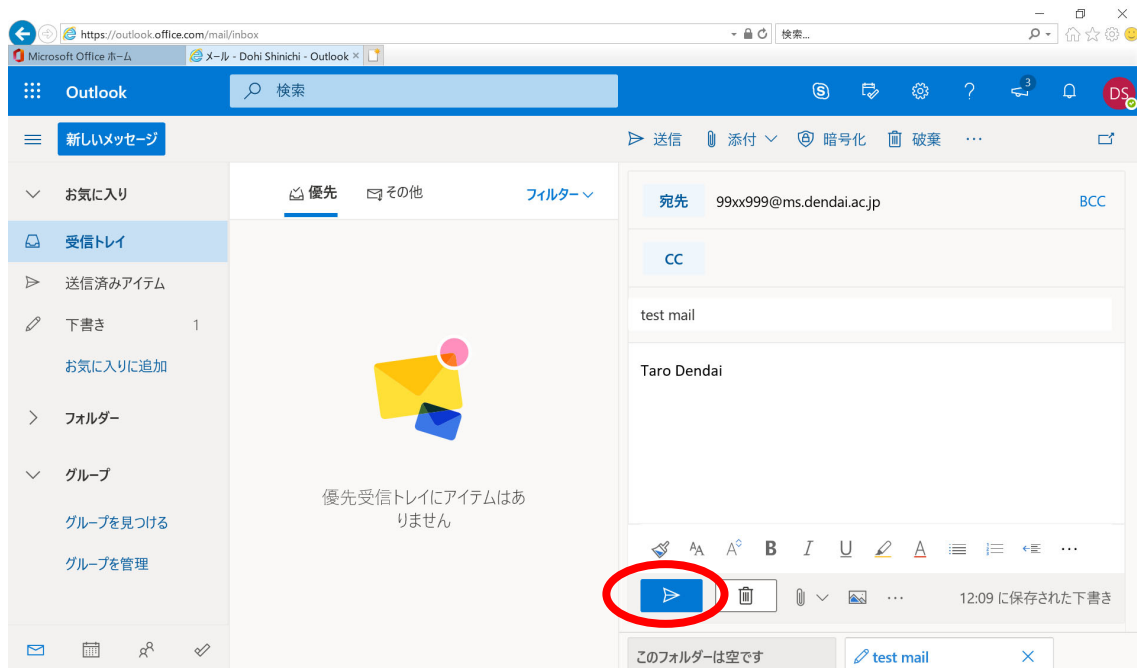 https://outlook.office.com/mail/inbox
検索...
Microsoft Office ホーム
メール - Dohi Shinichi - Outlook
Outlook
検索
3
DS
新しいメッセージ
送信 添付 暗号化 破棄 ...
お気に入り
優先 その他 フィルター
宛先 99xx999@ms.dendai.ac.jp BCC
受信トレイ
CC
送信済みアイテム
test mail
下書き 1
お気に入りに追加
Taro Dendai
フォルダー
グループ
優先受信トレイにアイテムはあ
りません
グループを見つける
グループを管理
12:09 に保存された下書き
このフォルダーは空です
test mail